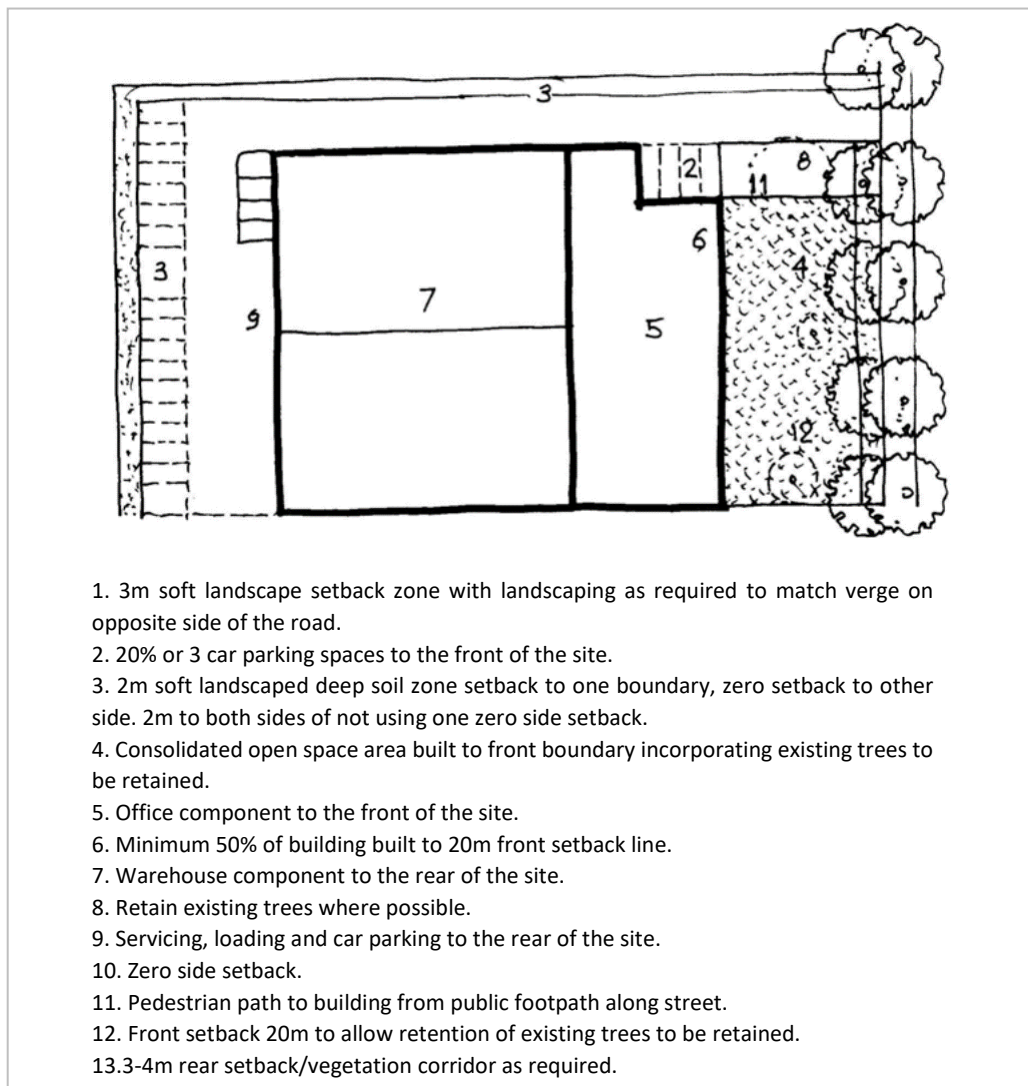 3
2
8
11
6
4
3
7
9
5
12
1. 3m soft landscape setback zone with landscaping as required to match verge on
opposite side of the road.
2. 20% or 3 car parking spaces to the front of the site.
3. 2m soft landscaped deep soil zone setback to one boundary, zero setback to other
side. 2m to both sides of not using one zero side setback.
4. Consolidated open space area built to front boundary incorporating existing trees to
be retained.
5. Office component to the front of the site.
6. Minimum 50% of building built to 20m front setback line.
7. Warehouse component to the rear of the site.
8. Retain existing trees where possible.
9. Servicing, loading and car parking to the rear of the site.
10. Zero side setback.
11. Pedestrian path to building from public footpath along street.
12. Front setback 20m to allow retention of existing trees to be retained.
13.3-4m rear setback/vegetation corridor as required.